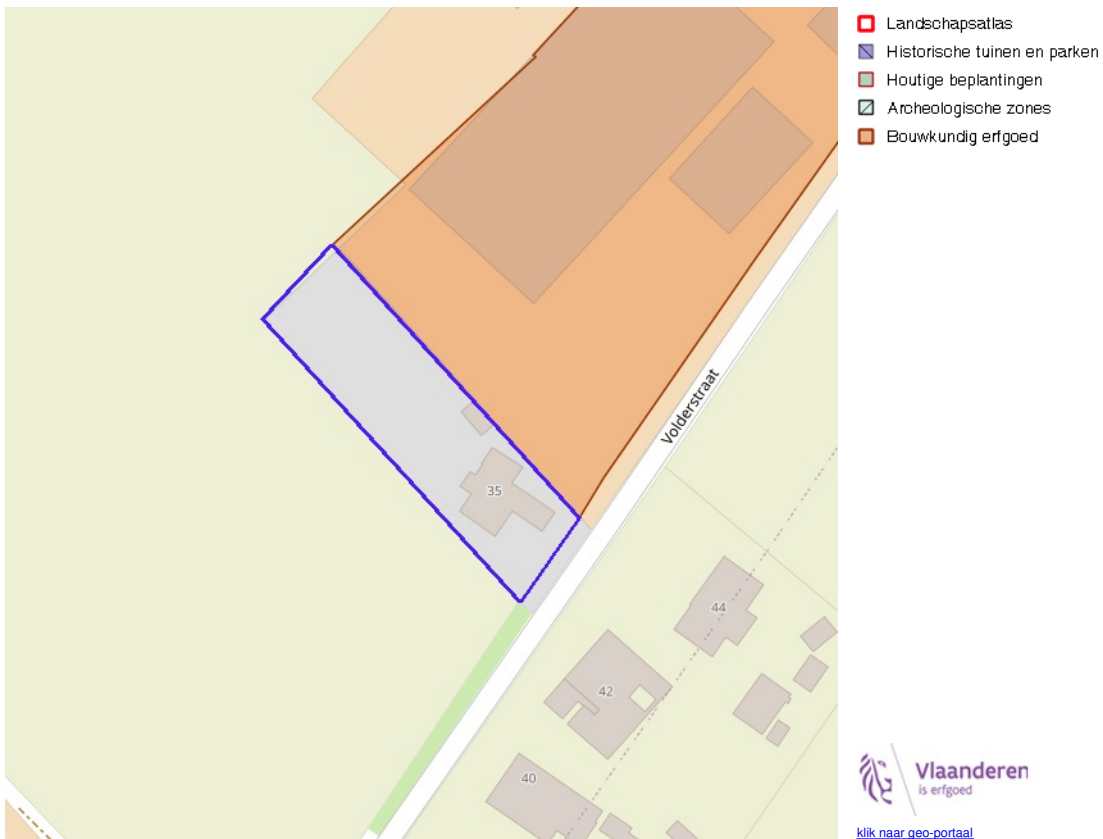 Landschapsatlas
Historische tuinen en parken
Houtige beplantingen
Archeologische zones
Bouwkundig erfgoed
Volderstraat
35
44
42
40
Vlaanderen
is erfgoed
klik naar geo-portaal